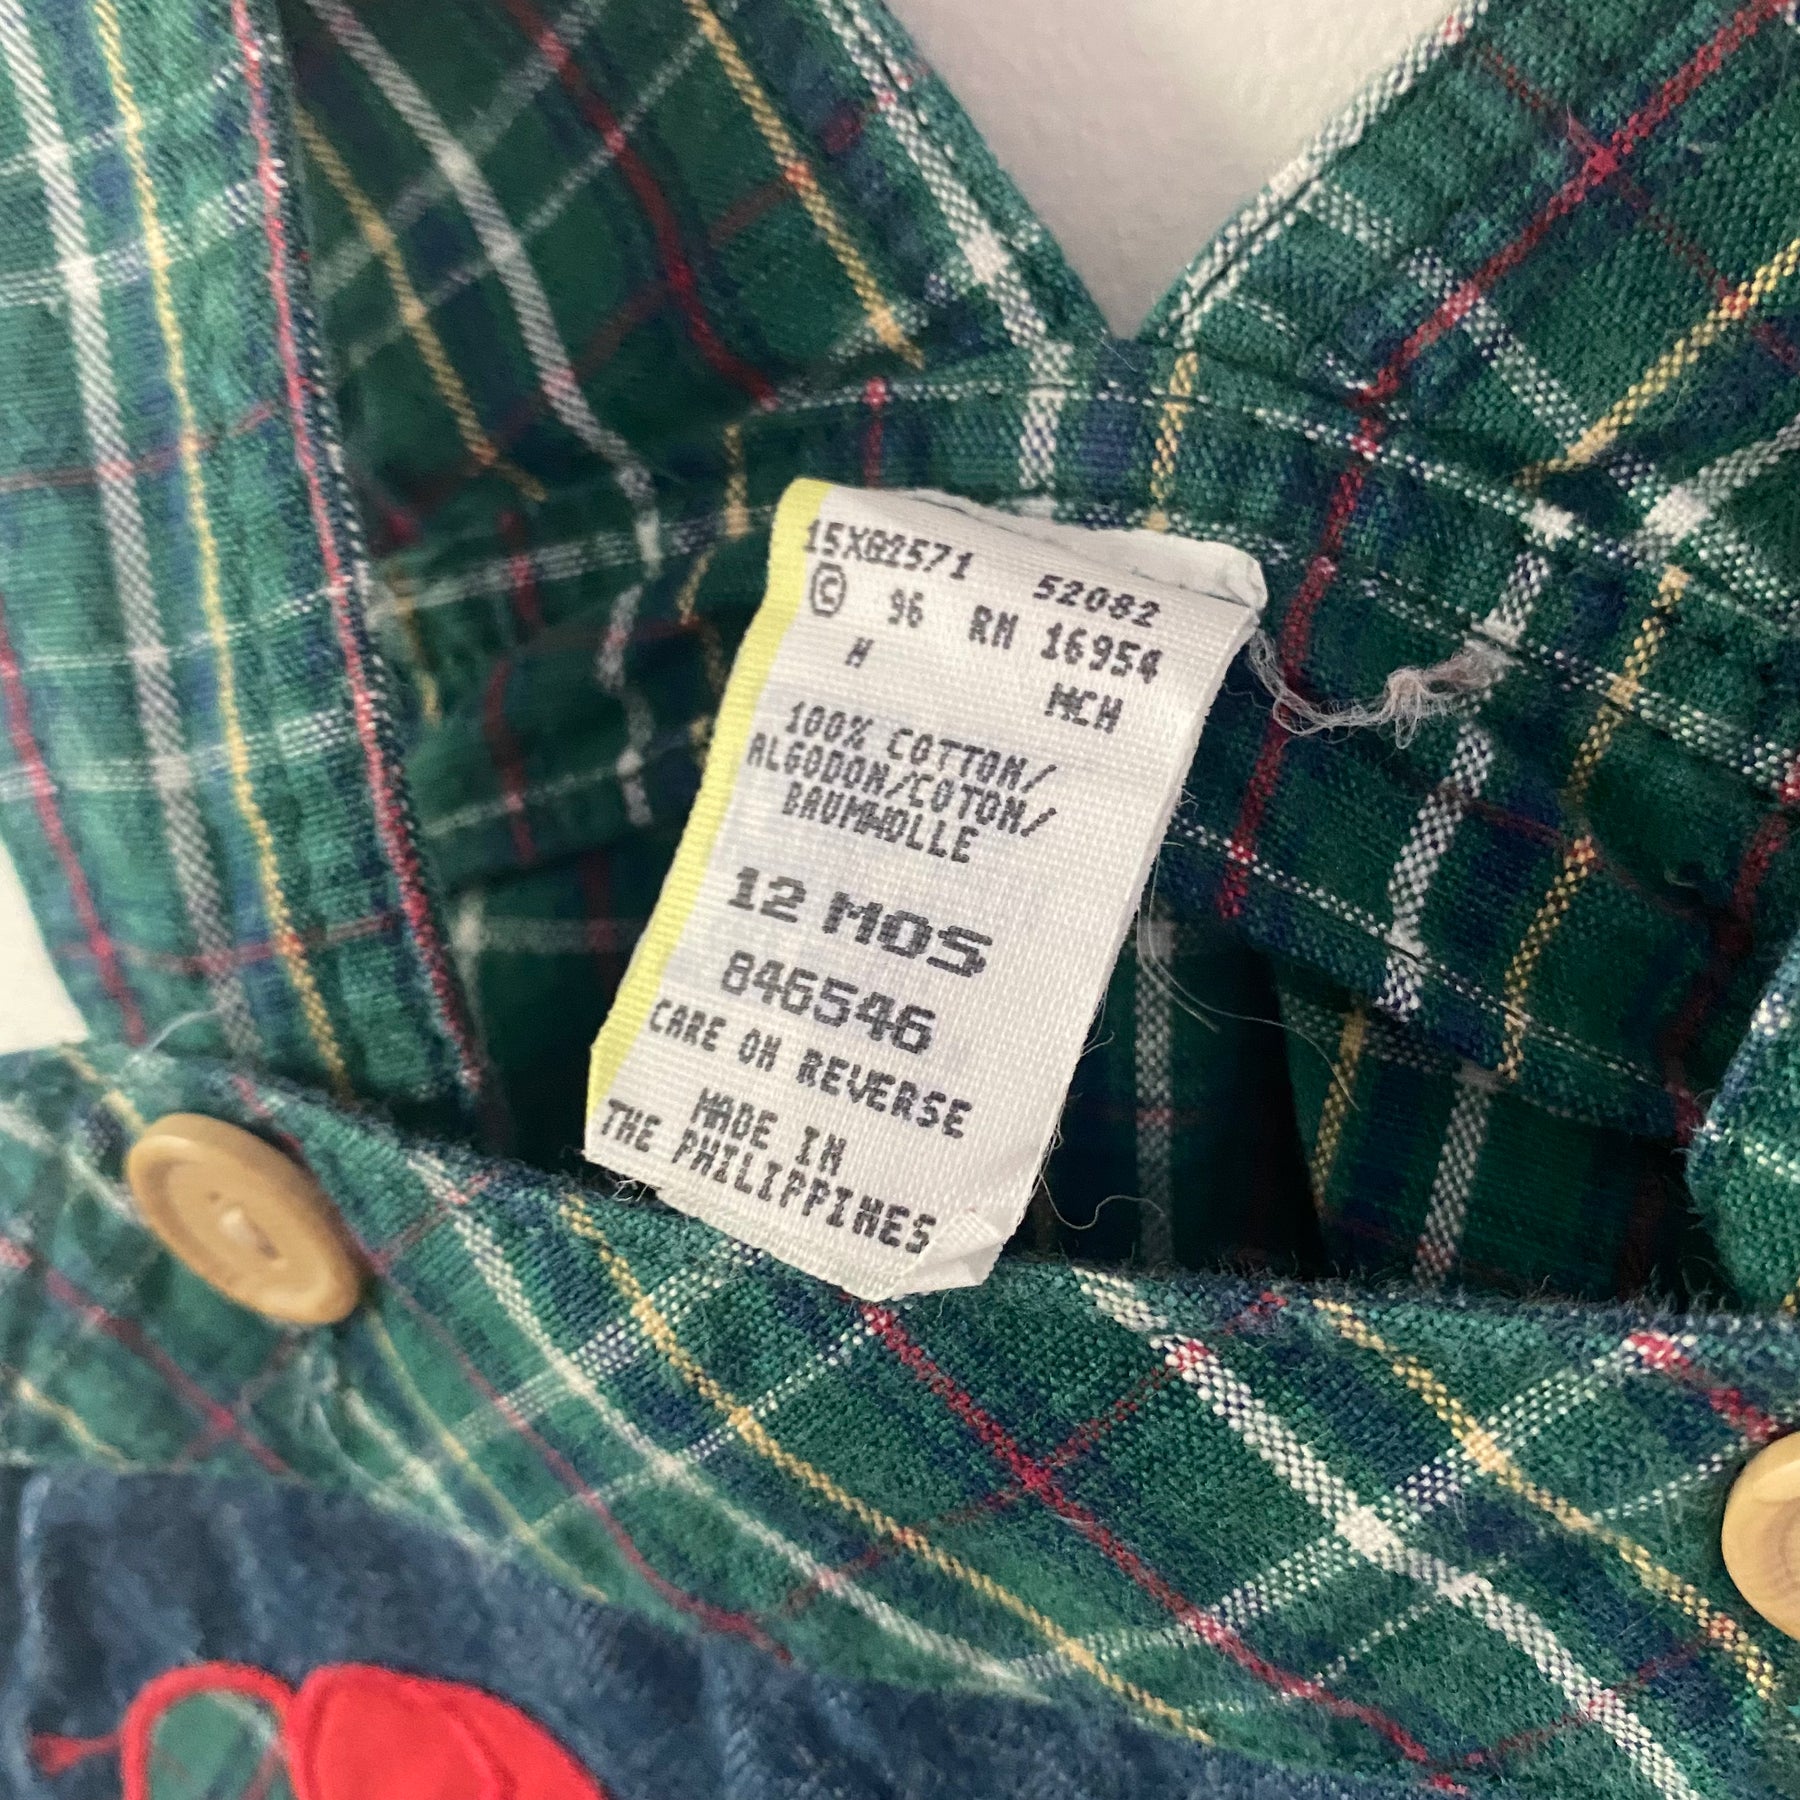 15X02571 52082
© 96 RN 16954
M MCH
100% COTTON/
ALGODON/COTON/
BAUMWOLLE
12 MOS
846546
CARE ON REVERSE
MADE IN
THE PHILIPPINES